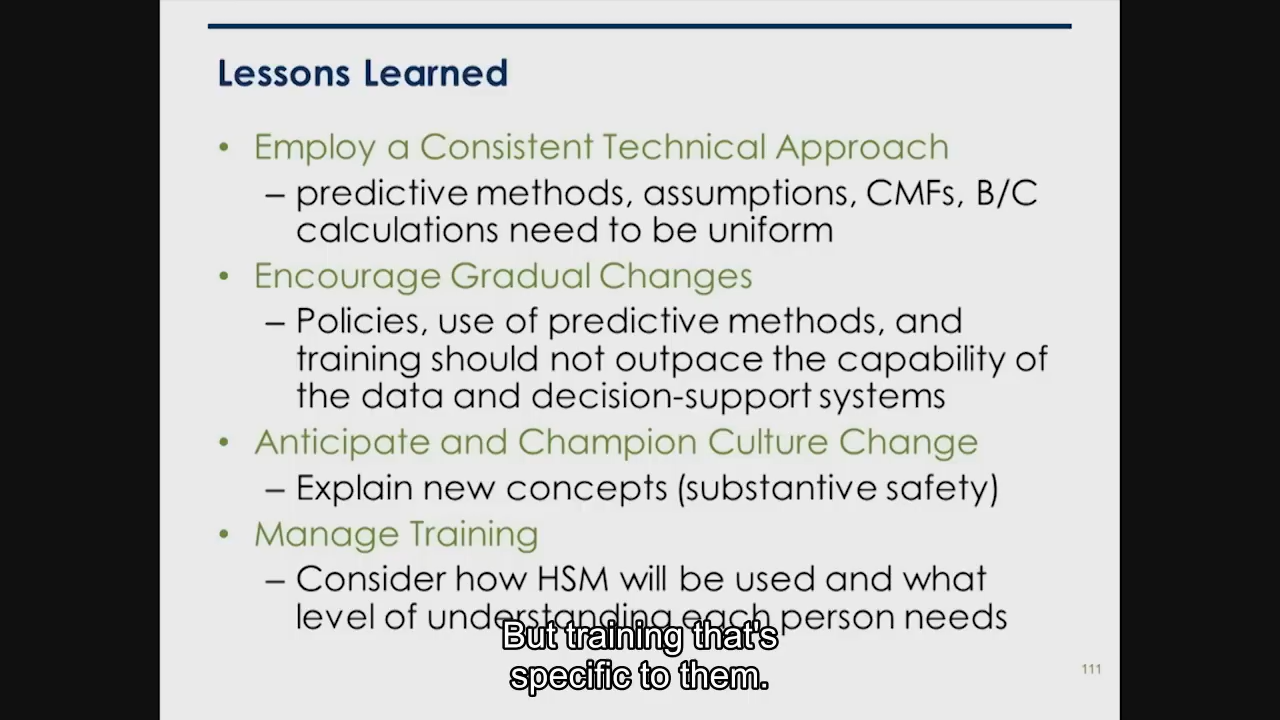 Lessons Learned
• Employ a Consistent Technical Approach
– predictive methods, assumptions, CMFs, B/C
calculations need to be uniform
• Encourage Gradual Changes
– Policies, use of predictive methods, and
training should not outpace the capability of
the data and decision-support systems
• Anticipate and Champion Culture Change
– Explain new concepts (substantive safety)
• Manage Training
– Consider how HSM will be used and what
level of understanding each person needs
But training that's
specific to them.
111